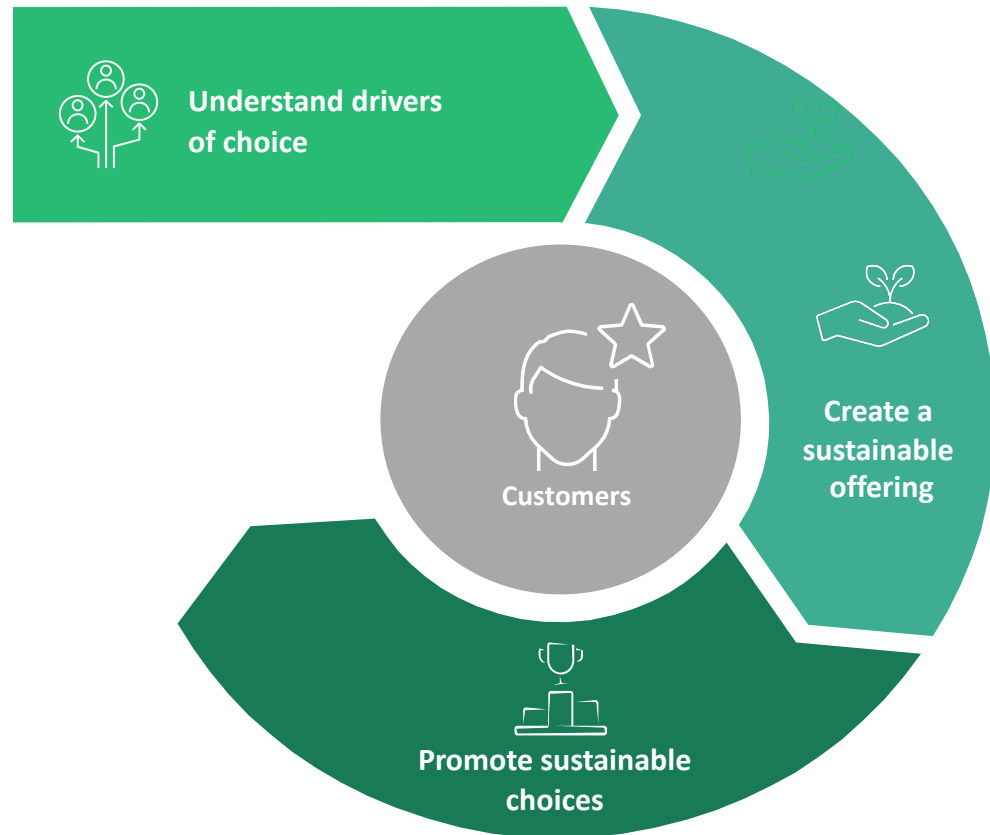 Understand drivers
of choice
Create a
sustainable
offering
Customers
Promote sustainable
choices